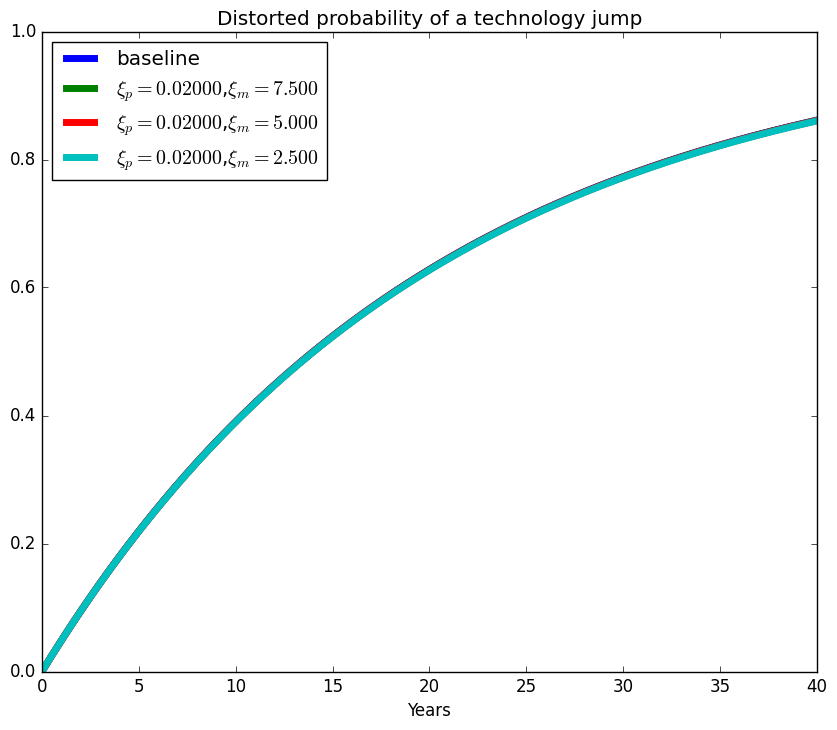 Distorted probability of a technology jump
1.0
baseline
ξₚ = 0.02000,ξₘ = 7.500
ξₚ = 0.02000,ξₘ = 5.000
ξₚ = 0.02000,ξₘ = 2.500
0.8
0.6
0.4
0.2
0.0
0 5 10 15 20 25 30 35 40
Years